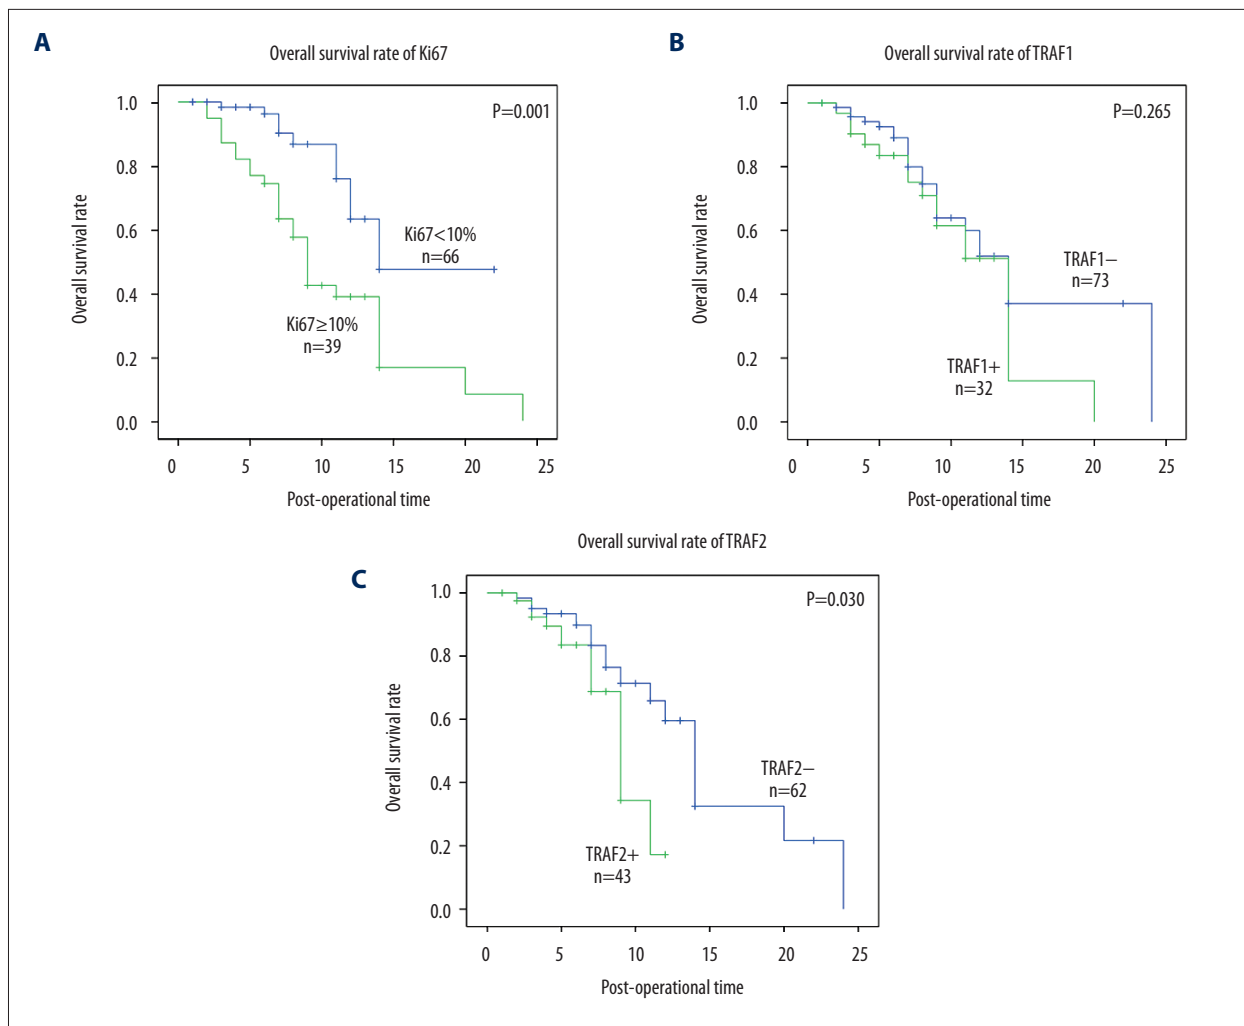 A
Overall survival rate of Ki67
P=0.001
1.0
0.8
0.6
0.4
0.2
0.0
Overall survival rate
Ki67<10%
n=66
Ki67≥10%
n=39
0 5 10 15 20 25
Post-operational time
B
Overall survival rate of TRAF1
P=0.265
1.0
0.8
0.6
0.4
0.2
0.0
Overall survival rate
TRAF1−
n=73
TRAF1+
n=32
0 5 10 15 20 25
Post-operational time
C
Overall survival rate of TRAF2
P=0.030
1.0
0.8
0.6
0.4
0.2
0.0
Overall survival rate
TRAF2−
n=62
TRAF2+
n=43
0 5 10 15 20 25
Post-operational time